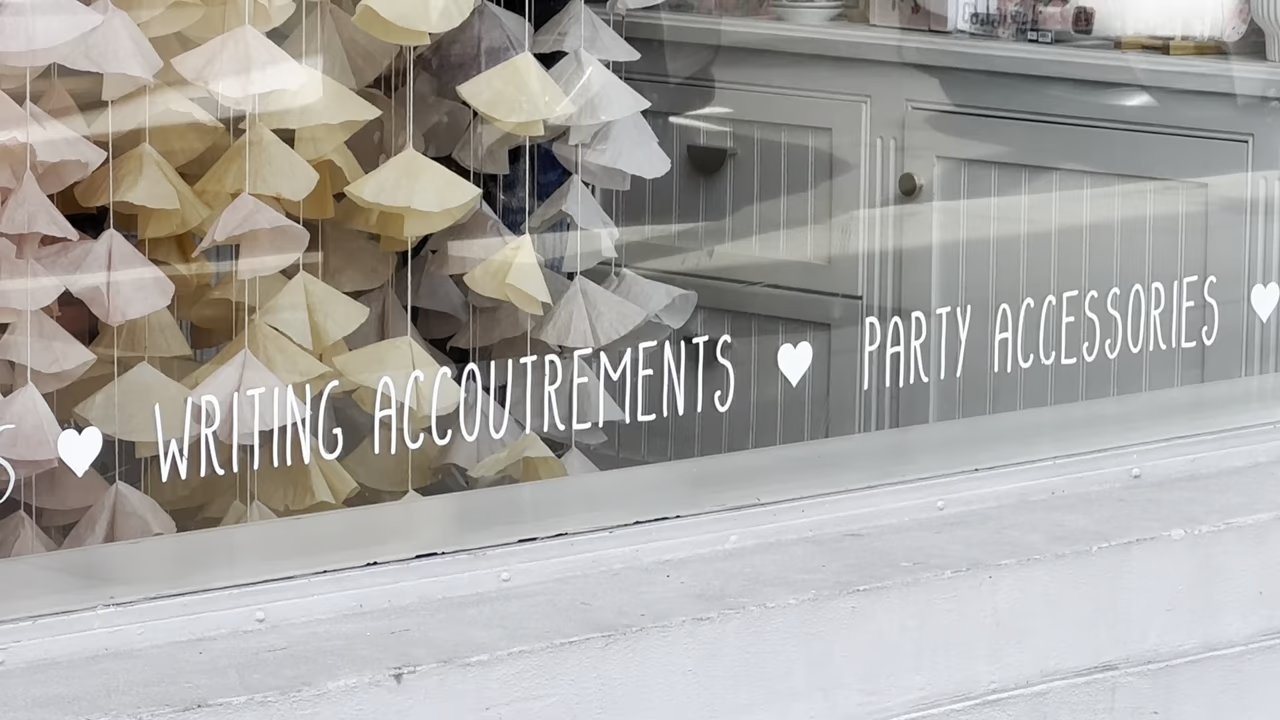 S ♥ WRITING ACCOUTREMENTS ♥ PARTY ACCESSORIES ♥